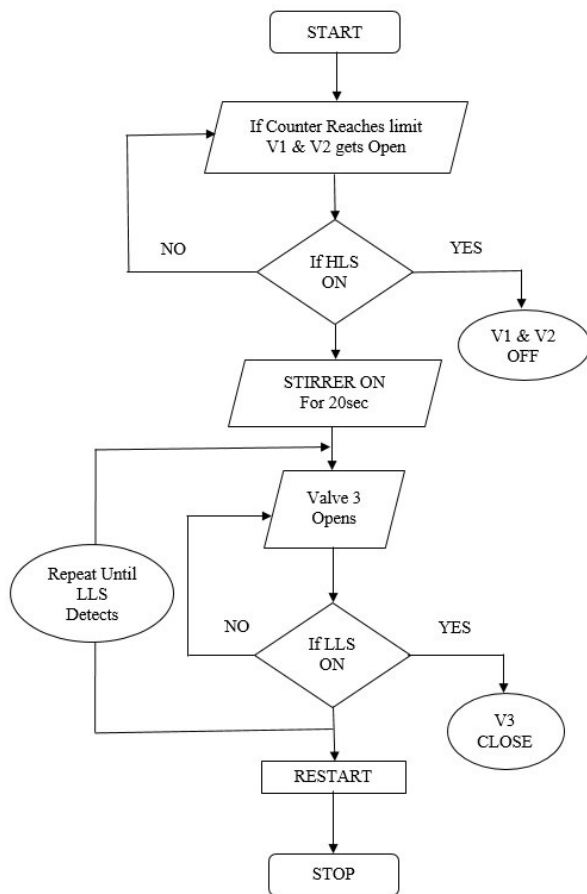 START
If Counter Reaches limit
V1 & V2 gets Open
NO
YES
If HLS
ON
V1 & V2
OFF
STIRRER ON
For 20sec
Valve 3
Opens
Repeat Until
LLS
Detects
NO
YES
If LLS
ON
V3
CLOSE
RESTART
STOP